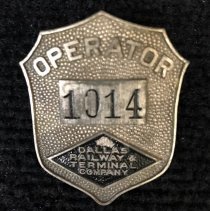 OPERATOR
1014
DALLAS
RAILWAY &
TERMINAL
COMPANY